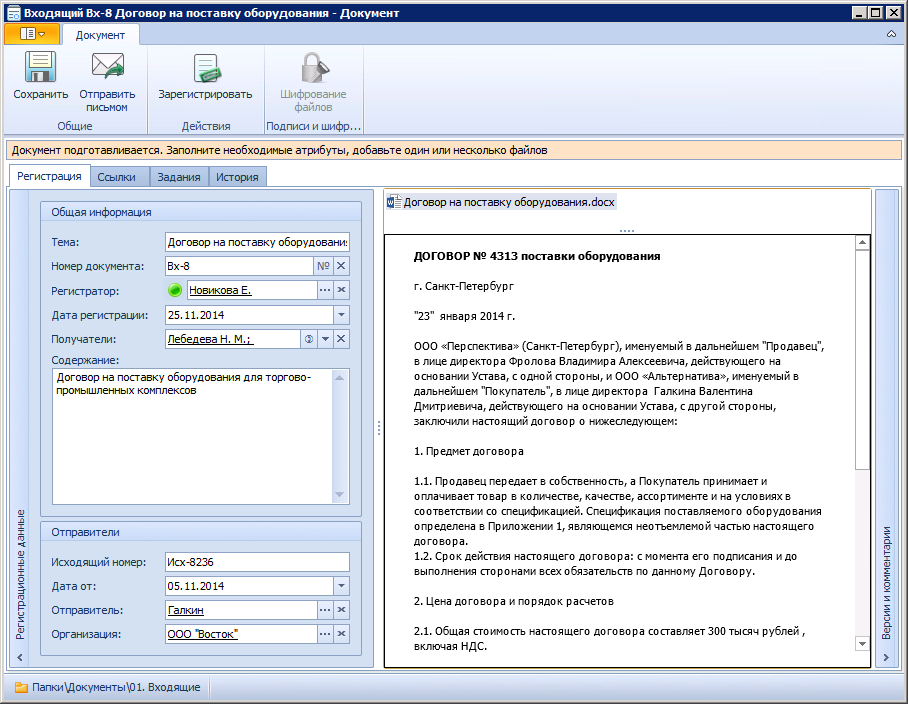 Входящий Вх-8 Договор на поставку оборудования - Документ
Документ
Сохранить
Отправить
письмом
Общие
Зарегистрировать
Действия
Шифрование
файлов
Подписи и шифр...
Документ подготавливается. Заполните необходимые атрибуты, добавьте один или несколько файлов
Регистрация
Ссылки
Задания
История
Регистрационные данные
Общая информация
Тема:
Договор на поставку оборудования
Номер документа:
Вх-8
№
Регистратор:
Новикова Е.
Дата регистрации:
25.11.2014
Получатели:
Лебедева Н. М.;
Содержание:
Договор на поставку оборудования для торгово-
промышленных комплексов
Отправители
Исходящий номер:
Исх-8236
Дата от:
05.11.2014
Отправитель:
Галкин
Организация:
ООО "Восток"
Договор на поставку оборудования.docx
ДОГОВОР № 4313 поставки оборудования
г. Санкт-Петербург
"23" января 2014 г.
ООО «Перспектива» (Санкт-Петербург), именуемый в дальнейшем "Продавец",
в лице директора Фролова Владимира Алексеевича, действующего на
основании Устава, с одной стороны, и ООО «Альтернатива», именуемый в
дальнейшем "Покупатель", в лице директора Галкина Валентина
Дмитриевича, действующего на основании Устава, с другой стороны,
заключили настоящий договор о нижеследующем:
1. Предмет договора
1.1. Продавец передает в собственность, а Покупатель принимает и
оплачивает товар в количестве, качестве, ассортименте и на условиях в
соответствии со спецификацией. Спецификация поставляемого оборудования
определена в Приложении 1, являющемся неотъемлемой частью настоящего
договора.
1.2. Срок действия настоящего договора: с момента его подписания и до
выполнения сторонами всех обязательств по данному Договору.
2. Цена договора и порядок расчетов
2.1. Общая стоимость настоящего договора составляет 300 тысяч рублей ,
включая НДС.
Версии и комментарии
Папки\Документы\01. Входящие